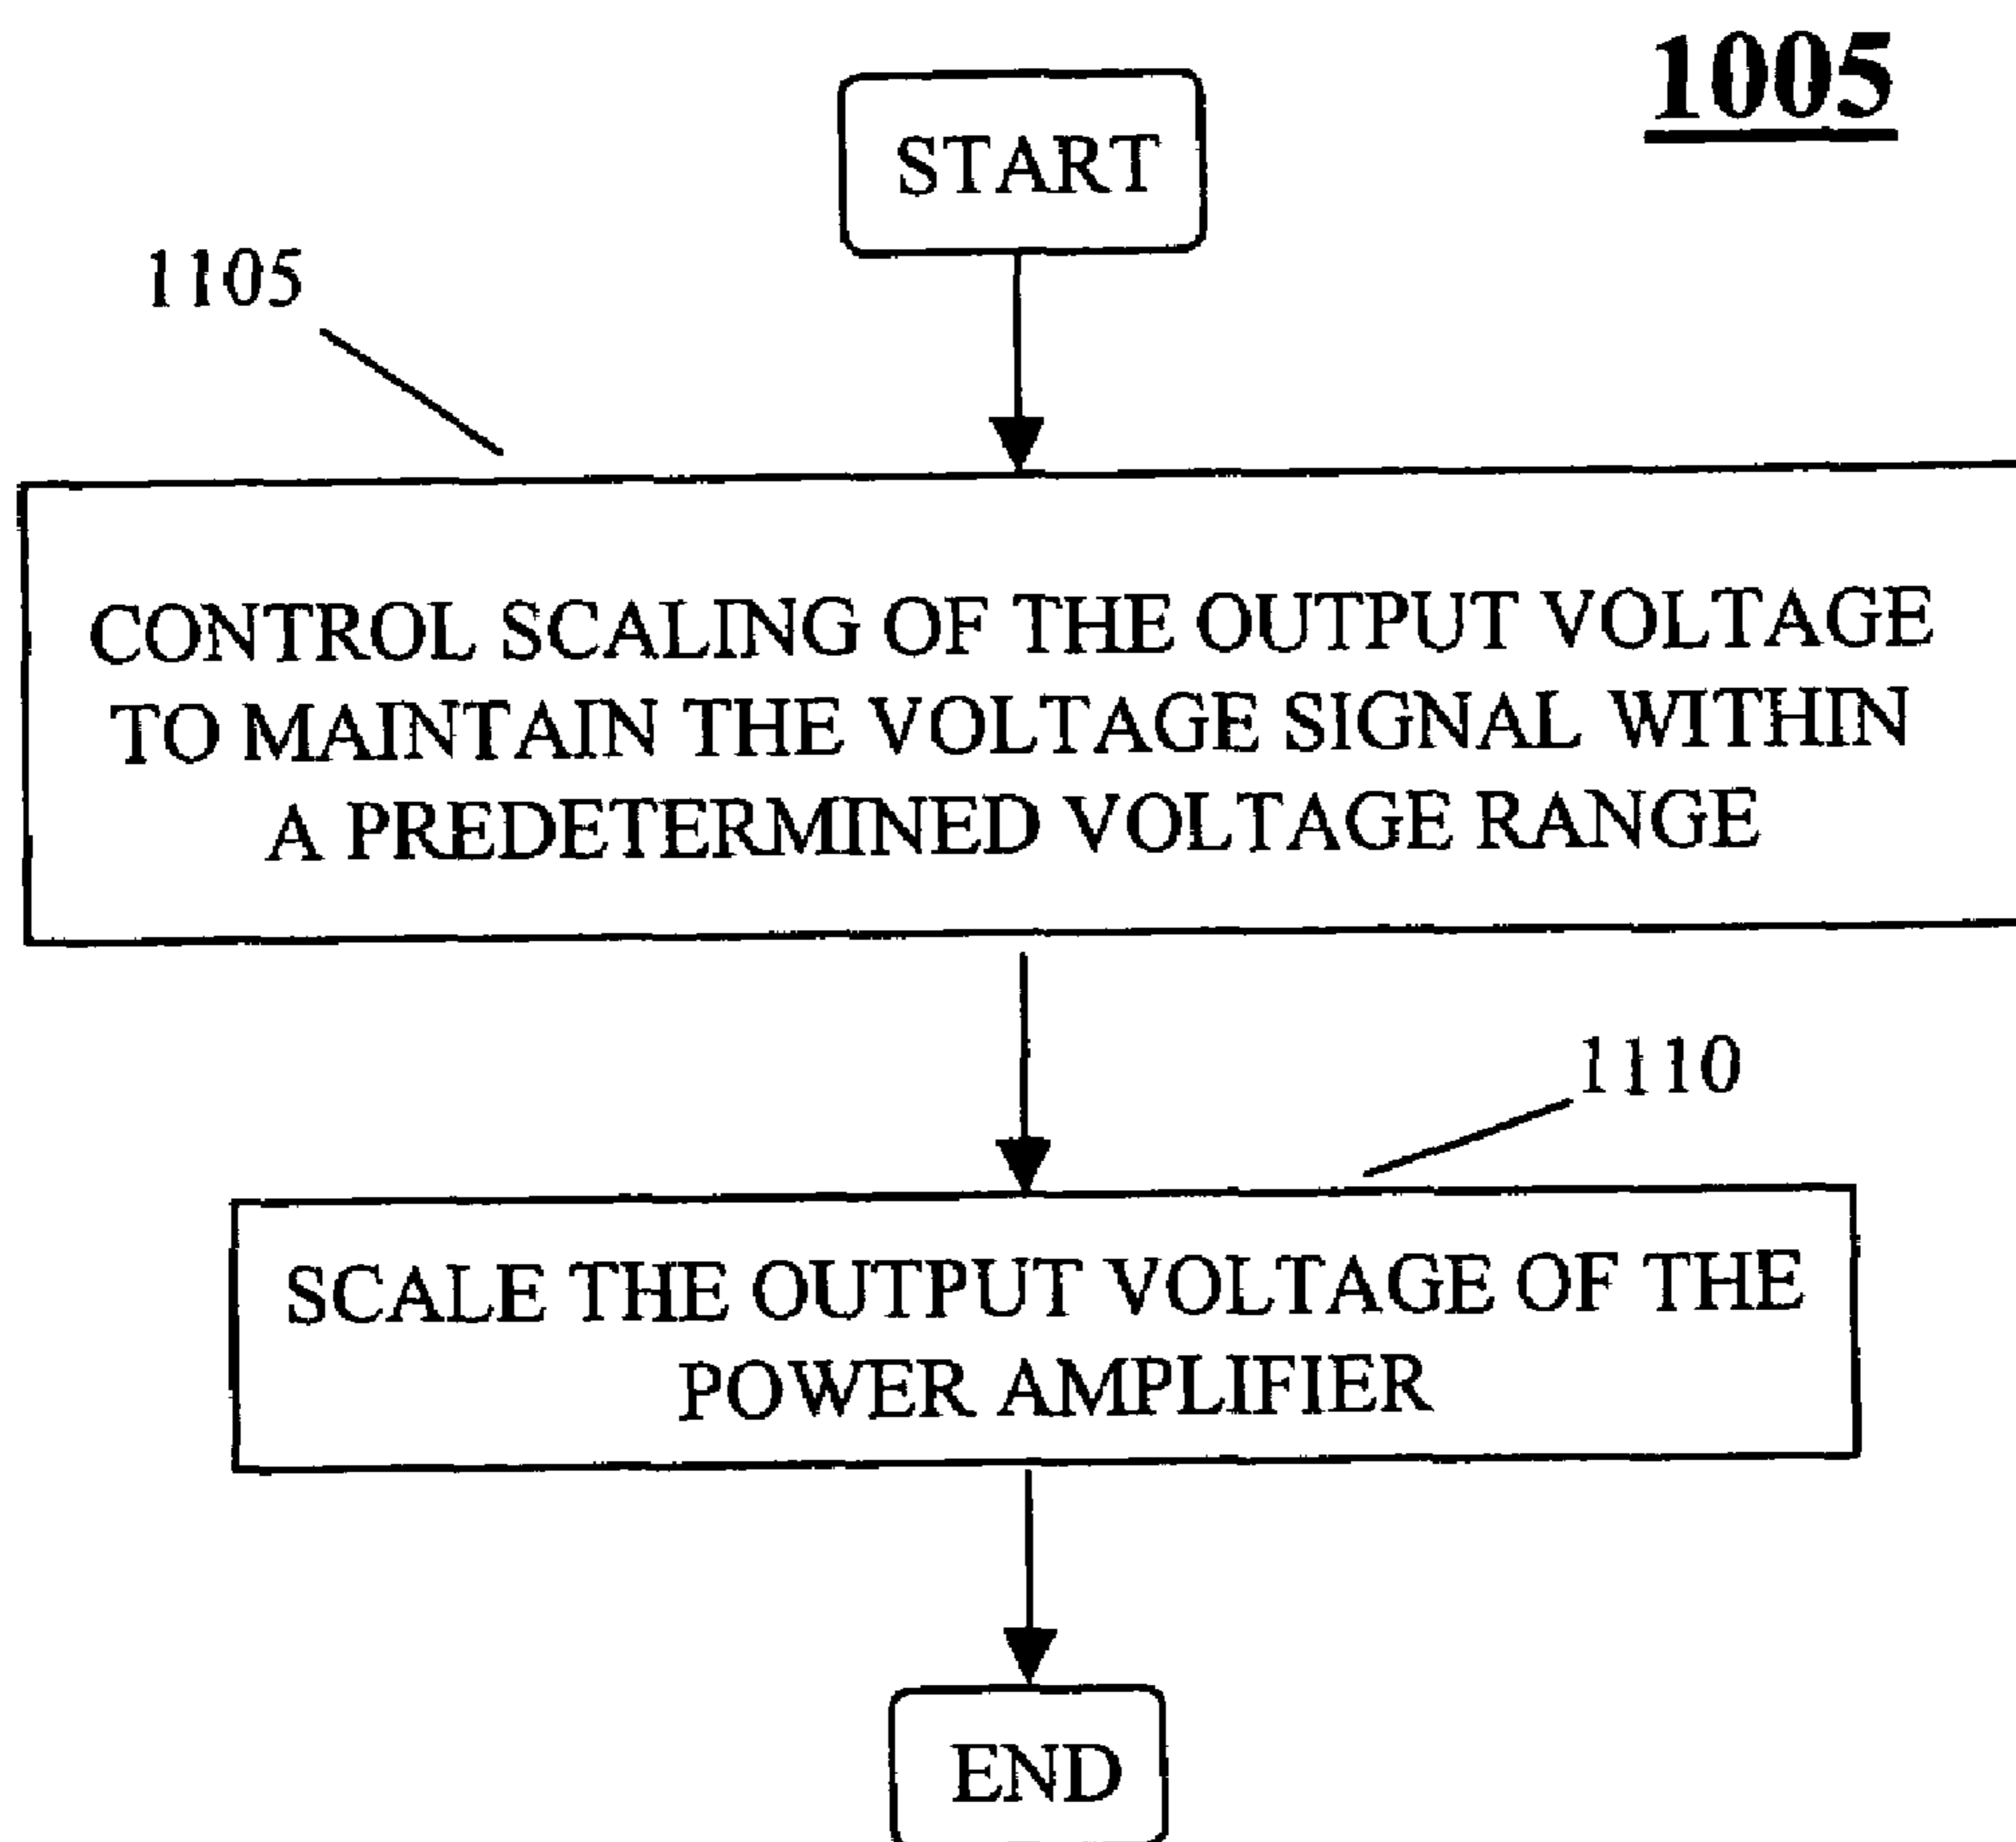 1005
START
1105
CONTROL SCALING OF THE OUTPUT VOLTAGE
TO MAINTAIN THE VOLTAGE SIGNAL WITHIN
A PREDETERMINED VOLTAGE RANGE
1110
SCALE THE OUTPUT VOLTAGE OF THE
POWER AMPLIFIER
END